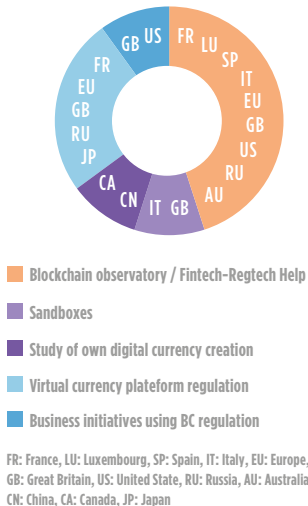 FR
LU
SP
IT
EU
GB
US
RU
AU
GB
IT
CN
CA
JP
RU
GB
EU
FR
GB
US
Blockchain observatory / Fintech-Regtech Help
Sandboxes
Study of own digital currency creation
Virtual currency plateform regulation
Business initiatives using BC regulation
FR: France, LU: Luxembourg, SP: Spain, IT: Italy, EU: Europe,
GB: Great Britain, US: United State, RU: Russia, AU: Australia
CN: China, CA: Canada, JP: Japan